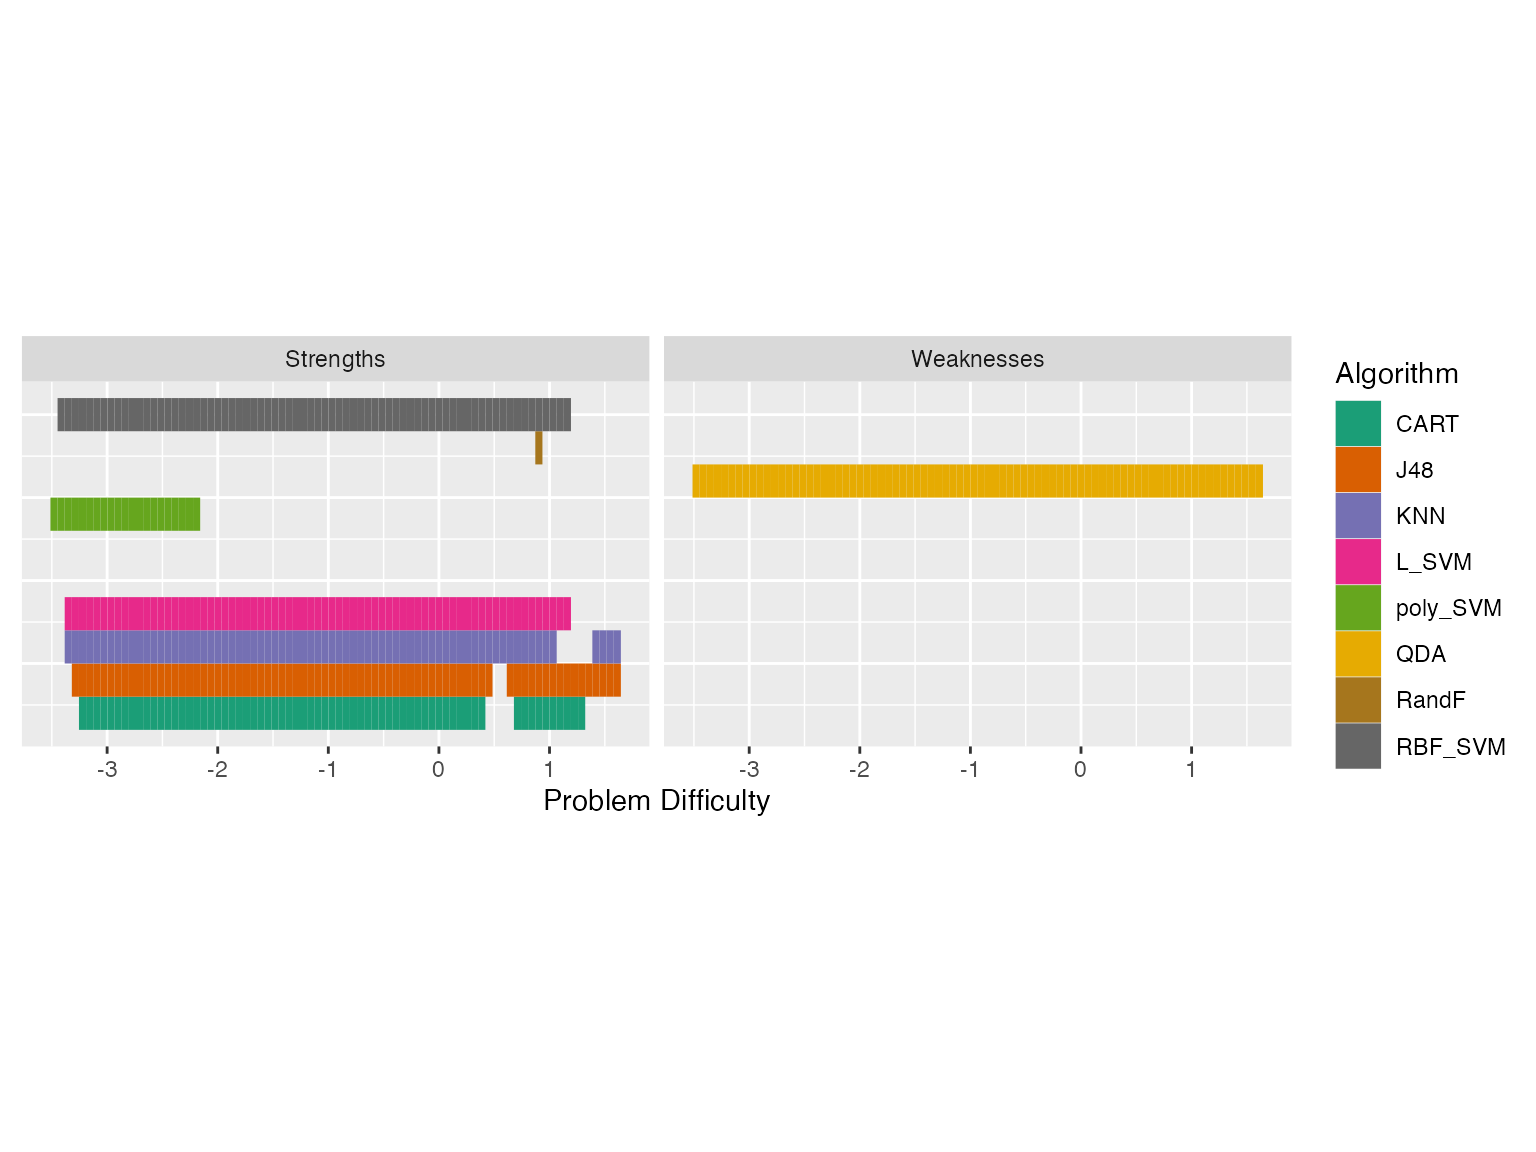 Strengths
Weaknesses
-3 -2 -1 0 1
-3 -2 -1 0 1
Problem Difficulty
Algorithm
CART
J48
KNN
L_SVM
poly_SVM
QDA
RandF
RBF_SVM